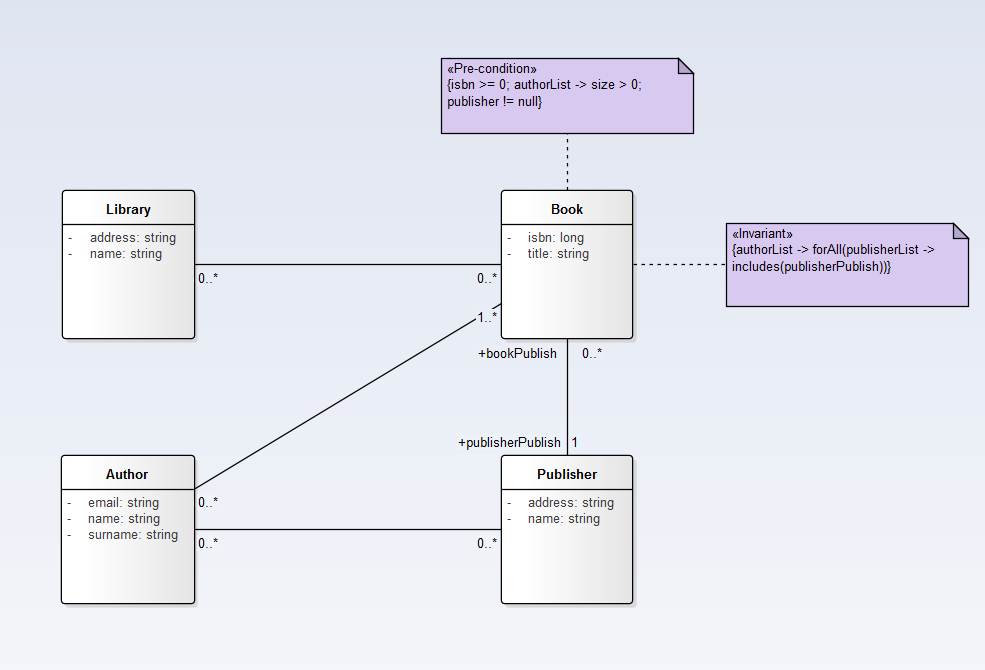 «Pre-condition»
{isbn >= 0; authorList -> size > 0;
publisher != null}
Library
- address: string
- name: string
Book
- isbn: long
- title: string
«Invariant»
{authorList -> forAll(publisherList ->
includes(publisherPublish))}
0..*
0..*
1..*
+bookPublish
0..*
+publisherPublish
1
Author
- email: string
- name: string
- surname: string
Publisher
- address: string
- name: string
0..*
0..*
0..*